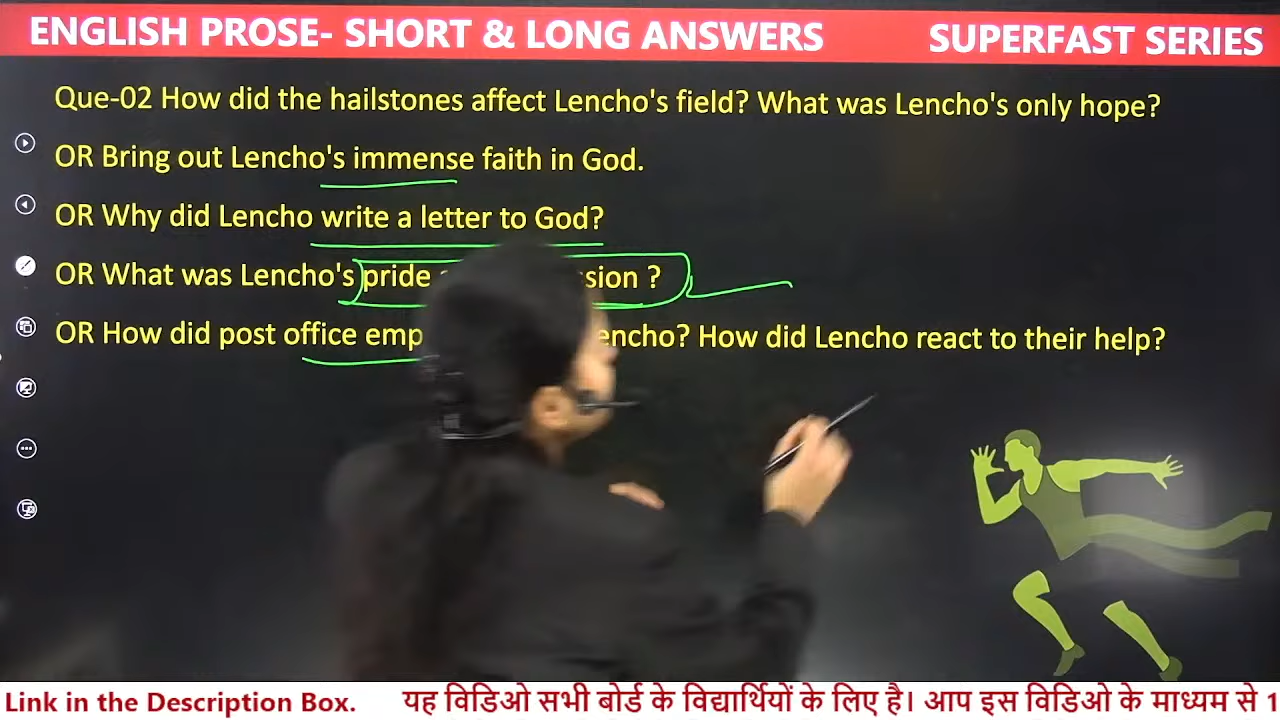 ENGLISH PROSE- SHORT & LONG ANSWERS SUPERFAST SERIES
Que-02 How did the hailstones affect Lencho's field? What was Lencho's only hope?
OR Bring out Lencho's immense faith in God.
OR Why did Lencho write a letter to God?
OR What was Lencho's pride ?
OR How did post office Lencho? How did Lencho react to their help?
Link in the Description Box. यह विडिओ सभी बोर्ड के विद्यार्थियों के लिए है। आप इस विडिओ के माध्यम से 1